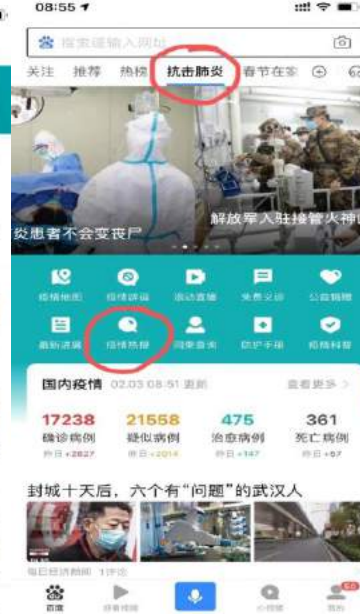 08:55
搜索或输入网址
关注 推荐 热榜 抗击肺炎 春节在家
解放军入驻接管火神山
炎患者不会变丧尸
疫情地图 疫情辟谣 滚动直播 免费义诊 公益捐赠
最新进展 疫情热搜 同乘查询 防护手册 疫情科普
国内疫情 02.03 08:51 更新 查看更多
17238 21558 475 361
确诊病例 疑似病例 治愈病例 死亡病例
昨日+2827 昨日+2014 昨日+147 昨日+57
封城十天后，六个有“问题”的武汉人
每日经济新闻 1评论
百度 好看视频 小视频 我的